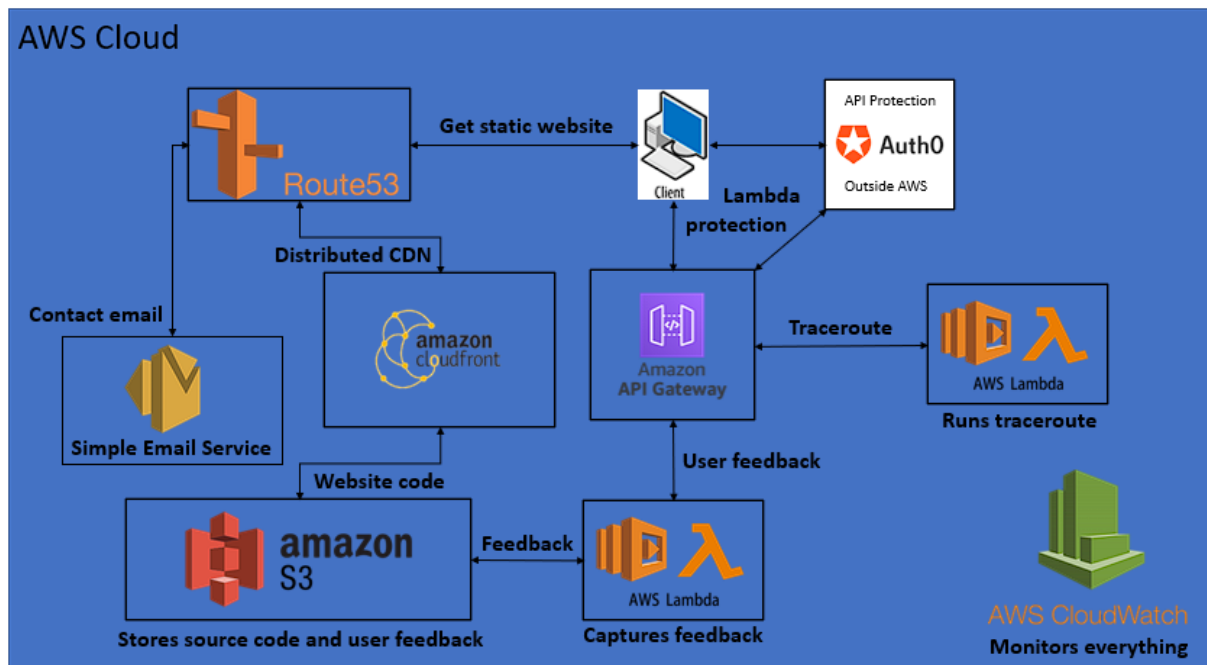 AWS Cloud
Route53
Get static website
Client
API Protection
Auth0
Outside AWS
Lambda
protection
Distributed CDN
Contact email
Simple Email Service
amazon
cloudfront
Amazon
API Gateway
Traceroute
AWS Lambda
Runs traceroute
User feedback
Website code
amazon
S3
Stores source code and user feedback
Feedback
AWS Lambda
Captures feedback
AWS CloudWatch
Monitors everything